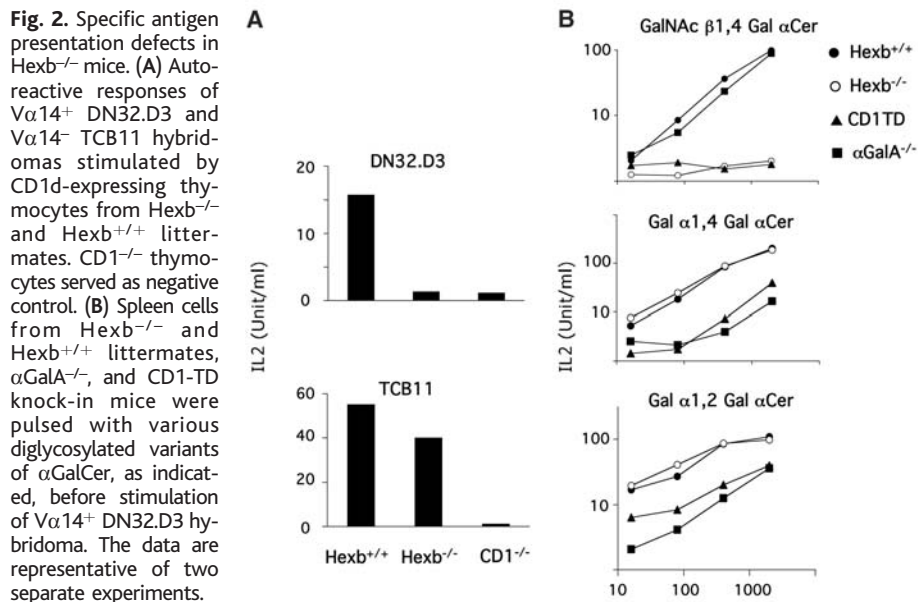 Fig. 2. Specific antigen
presentation defects in
Hexb−/− mice. (A) Auto-
reactive responses of
Vα14+ DN32.D3 and
Vα14− TCB11 hybrid-
omas stimulated by
CD1d-expressing thy-
mocytes from Hexb−/−
and Hexb+/+ litter-
mates. CD1−/− thymo-
cytes served as negative
control. (B) Spleen cells
from Hexb−/− and
Hexb+/+ littermates,
αGalA−/−, and CD1-TD
knock-in mice were
pulsed with various
diglycosylated variants
of αGalCer, as indicat-
ed, before stimulation
of Vα14+ DN32.D3 hy-
bridoma. The data are
representative of two
separate experiments.
A
DN32.D3
20
15
10
5
0
IL2 (Unit/ml)
TCB11
60
40
20
0
Hexb+/+ Hexb-/- CD1-/-
B
GalNAc β1,4 Gal αCer
100
10
Hexb+/+
Hexb-/-
CD1TD
αGalA-/-
Gal α1,4 Gal αCer
100
10
IL2 (Unit/ml)
Gal α1,2 Gal αCer
100
10
10 100 1000